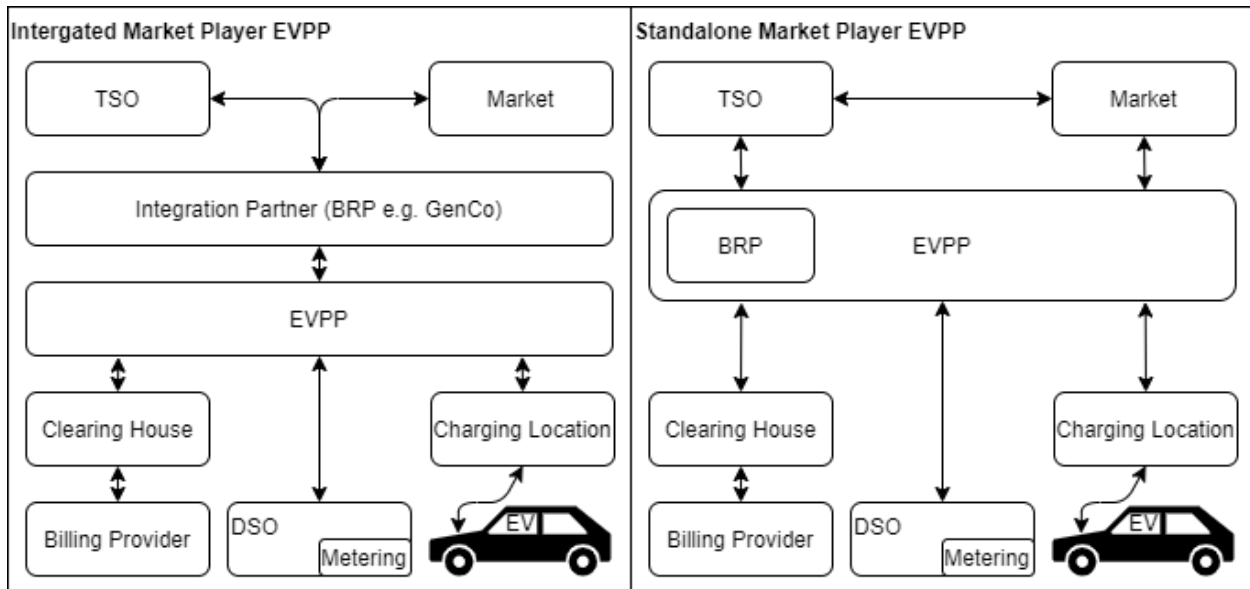 Intergated Market Player EVPP
TSO
Market
Integration Partner (BRP e.g. GenCo)
EVPP
Clearing House
Charging Location
Billing Provider
DSO
Metering
EV
Standalone Market Player EVPP
TSO
Market
BRP
EVPP
Clearing House
Charging Location
Billing Provider
DSO
Metering
EV